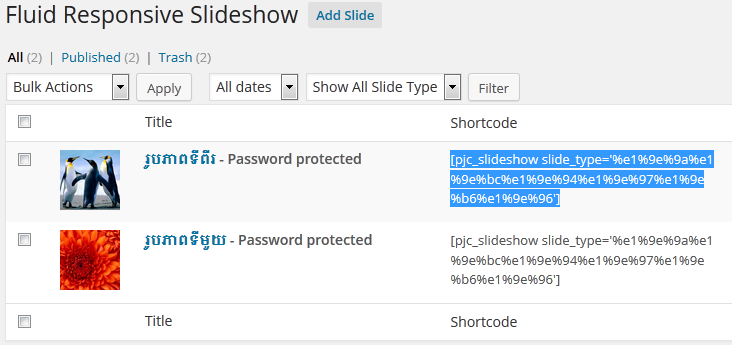 Fluid Responsive Slideshow Add Slide
All (2) | Published (2) | Trash (2)
Bulk Actions Apply All dates Show All Slide Type Filter
Title Shortcode
រូបភាពទីពីរ - Password protected [pjc_slideshow slide_type='%e1%9e%9a%e1
%9e%bc%e1%9e%94%e1%9e%97%e1%9e
%b6%e1%9e%96']
រូបភាពទីមួយ - Password protected [pjc_slideshow slide_type='%e1%9e%9a%e1
%9e%bc%e1%9e%94%e1%9e%97%e1%9e
%b6%e1%9e%96']
Title Shortcode